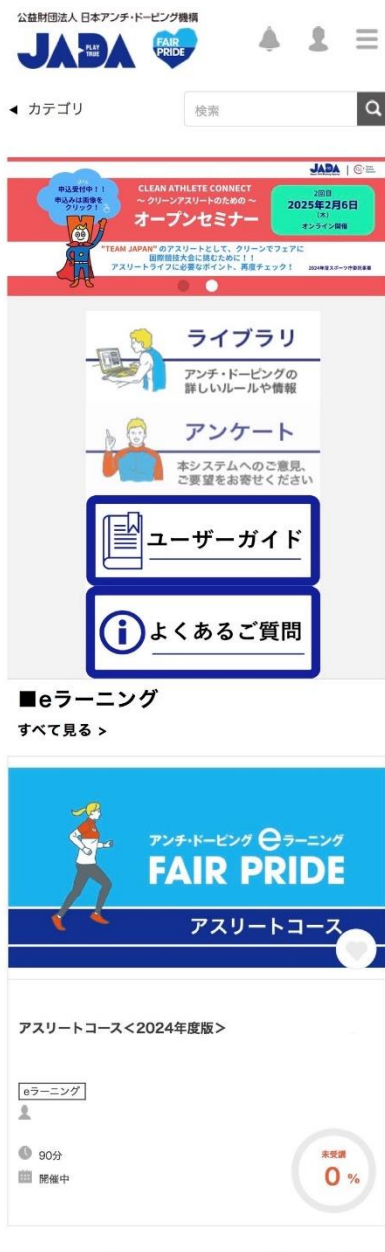 公益財団法人 日本アンチ・ドーピング機構
JADA
PLAY
TRUE
FAIR
PRIDE
◀ カテゴリ
検索
JADA
申込受付中！！
申込みは画像を
クリック！
CLEAN ATHLETE CONNECT
～ クリーンアスリートのための ～
オープンセミナー
2回目
2025年2月6日
（木）
オンライン開催
"TEAM JAPAN" のアスリートとして、クリーンでフェアに
国際競技大会に挑むために！！
アスリートライフに必要なポイント、再度チェック！
2024年度スポーツ庁委託事業
ライブラリ
アンチ・ドーピングの
詳しいルールや情報
アンケート
本システムへのご意見、
ご要望をお寄せください
ユーザーガイド
よくあるご質問
■eラーニング
すべて見る >
アンチ・ドーピング eラーニング
FAIR PRIDE
アスリートコース
アスリートコース＜2024年度版＞
eラーニング
90分
開催中
未受講
0 %